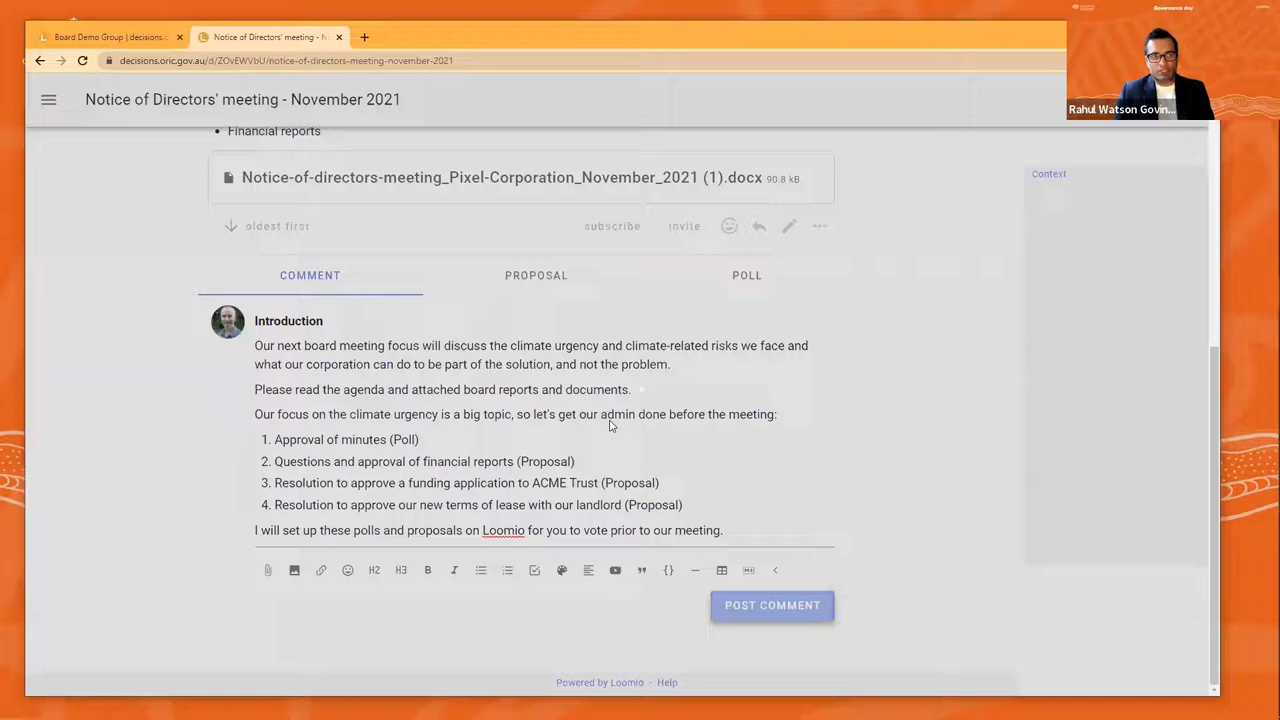 Governance day
LOOMIO
Board Demo Group | decisions.
Notice of Directors' meeting - N
decisions.oric.gov.au/d/ZOvEWVbU/notice-of-directors-meeting-november-2021
Rahul Watson Govin...
Notice of Directors' meeting - November 2021
• Financial reports
Notice-of-directors-meeting_Pixel-Corporation_November_2021 (1).docx 90.8 kB
Context
oldest first subscribe invite
COMMENT PROPOSAL POLL
Introduction
Our next board meeting focus will discuss the climate urgency and climate-related risks we face and
what our corporation can do to be part of the solution, and not the problem.
Please read the agenda and attached board reports and documents.
Our focus on the climate urgency is a big topic, so let's get our admin done before the meeting:
1. Approval of minutes (Poll)
2. Questions and approval of financial reports (Proposal)
3. Resolution to approve a funding application to ACME Trust (Proposal)
4. Resolution to approve our new terms of lease with our landlord (Proposal)
I will set up these polls and proposals on Loomio for you to vote prior to our meeting.
H2 H3 B I
POST COMMENT
Powered by Loomio · Help